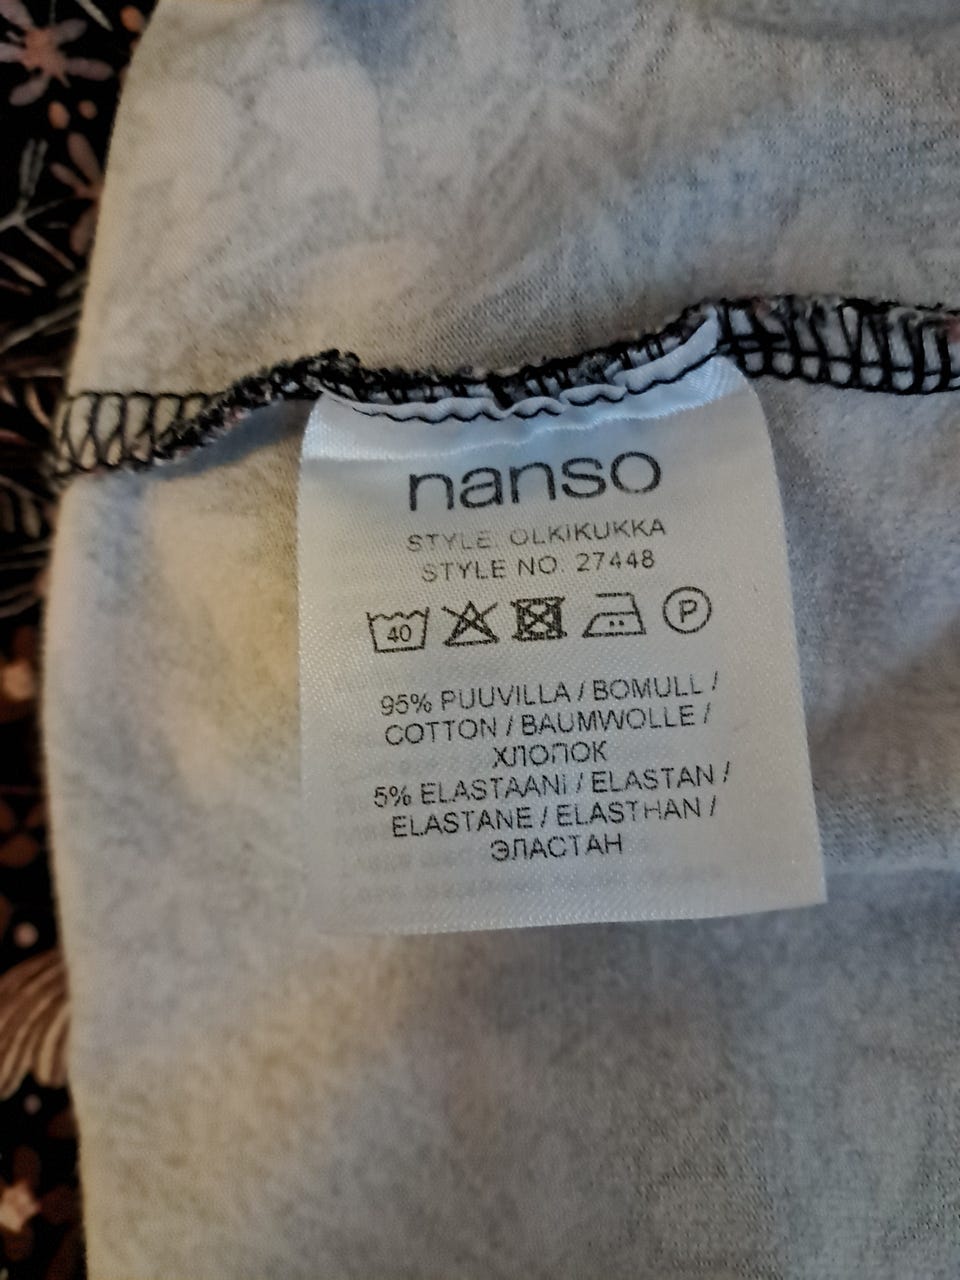 nanso
STYLE: OLKIKUKKA
STYLE NO. 27448
40 P
95% PUUVILLA / BOMULL /
COTTON / BAUMWOLLE /
ХЛОПОК
5% ELASTAANI / ELASTAN /
ELASTANE / ELASTHAN /
ЭЛАСТАН